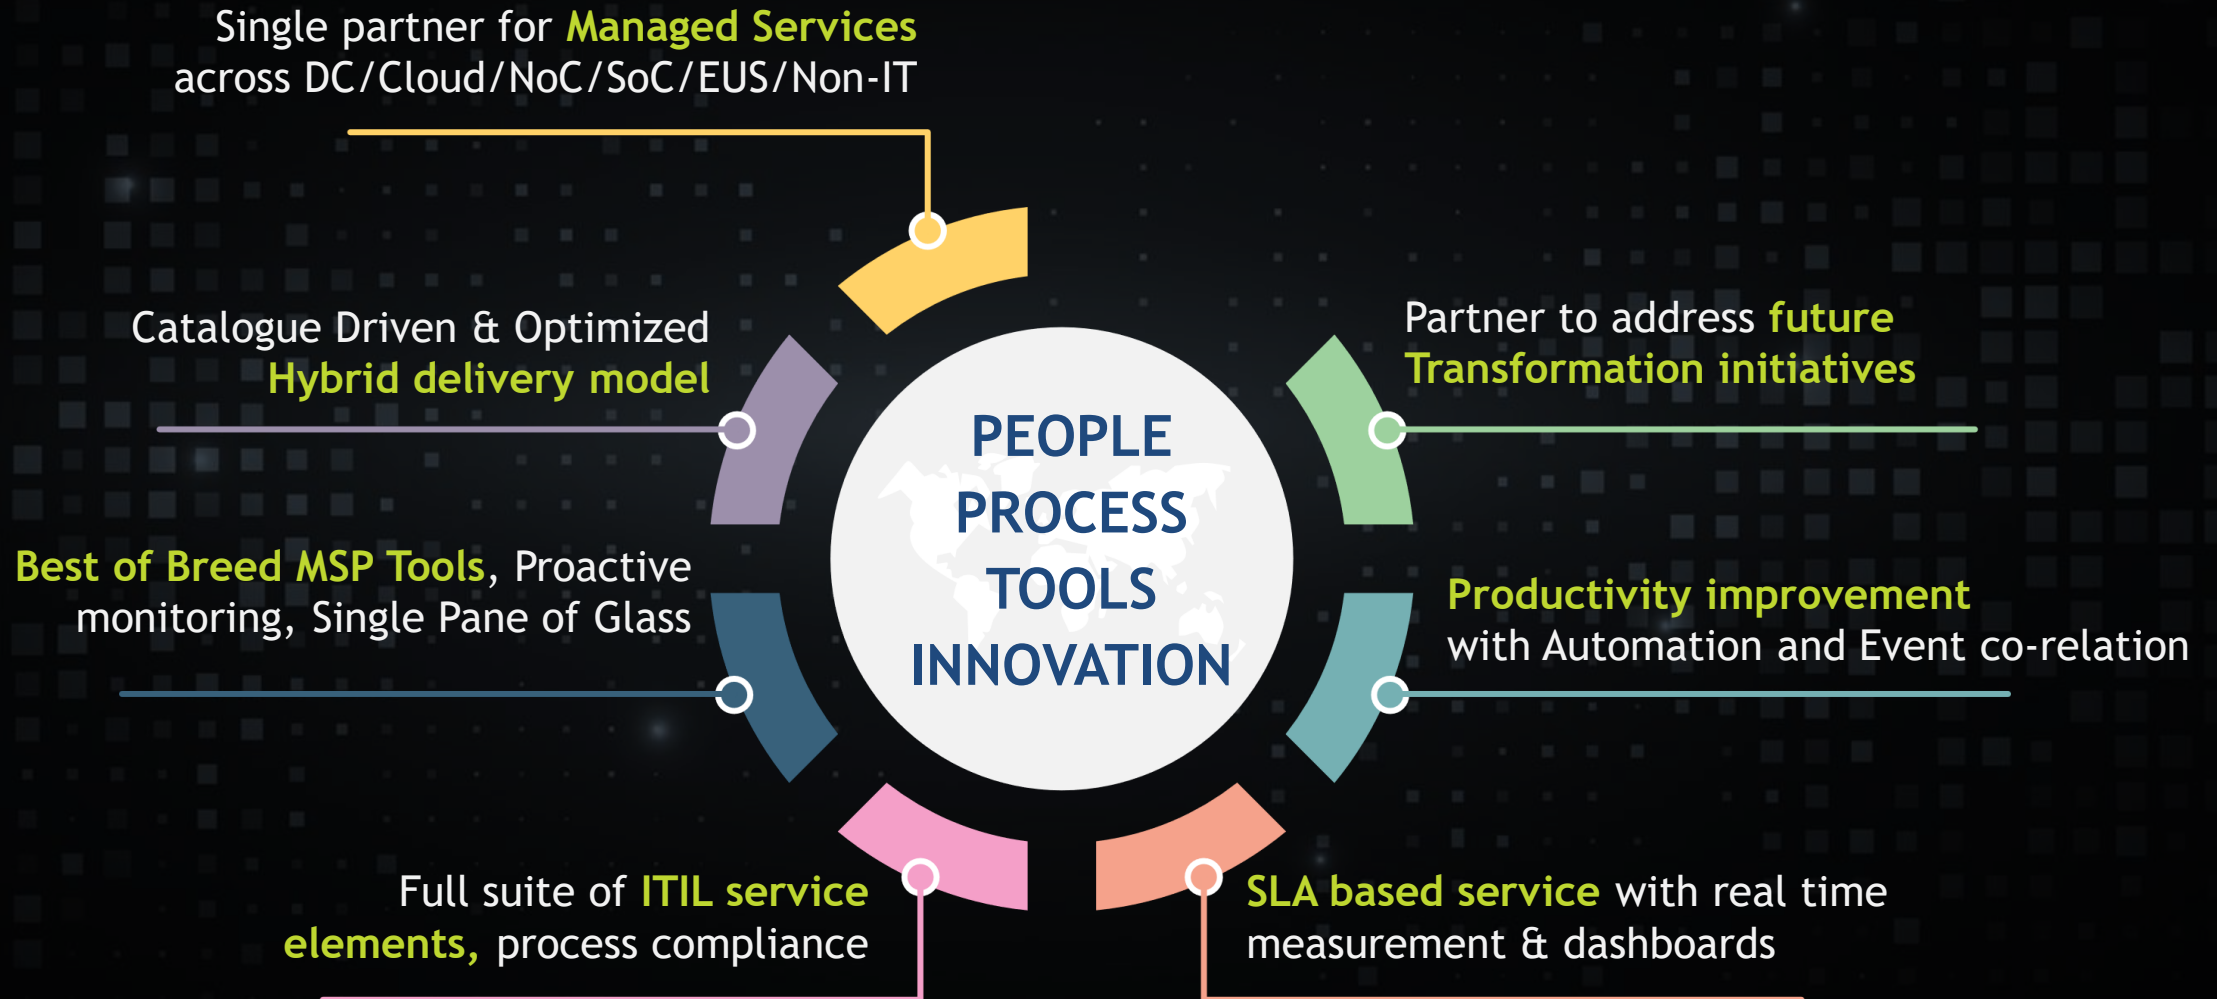 Single partner for Managed Services
across DC/Cloud/NoC/SoC/EUS/Non-IT
Catalogue Driven & Optimized
Hybrid delivery model
Best of Breed MSP Tools, Proactive
monitoring, Single Pane of Glass
Full suite of ITIL service
elements, process compliance
PEOPLE
PROCESS
TOOLS
INNOVATION
Partner to address future
Transformation initiatives
Productivity improvement
with Automation and Event co-relation
SLA based service with real time
measurement & dashboards